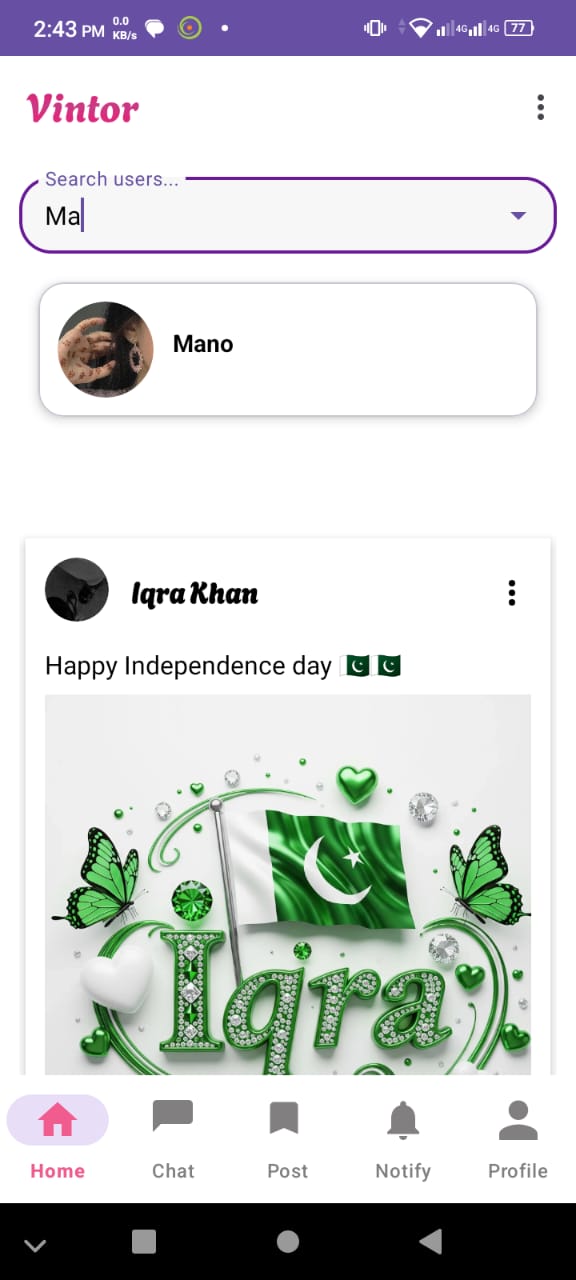 2:43 PM
0.0
KB/s
4G
4G
77
Vintor
Search users...
Ma
Mano
Iqra Khan
Happy Independence day 🇵🇰🇵🇰
Iqra
Home
Chat
Post
Notify
Profile